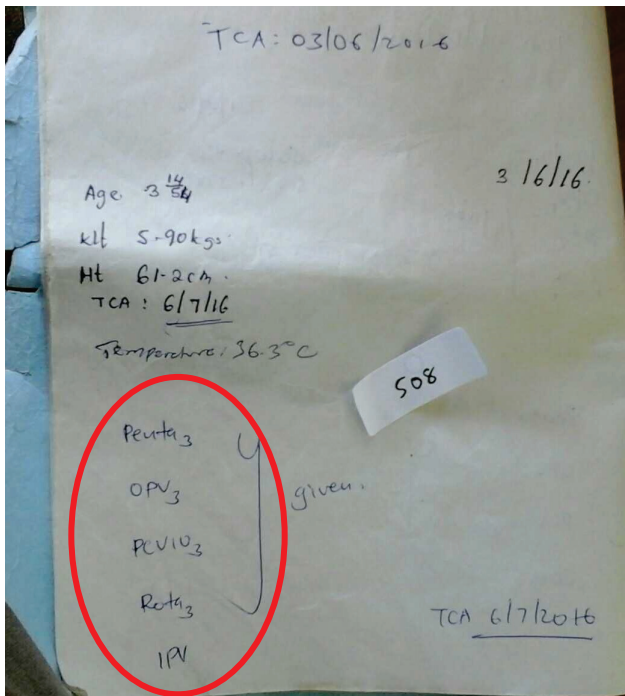 TCA: 03/06/2016
3/6/16.
Age 3 14/54
Wt 5.90kgs.
Ht 61.2cm.
TCA: 6/7/16
Temperature: 36.3°C
508
Penta3
OPV3
PCV103
given.
Rota3
TCA 6/7/2016
IPV